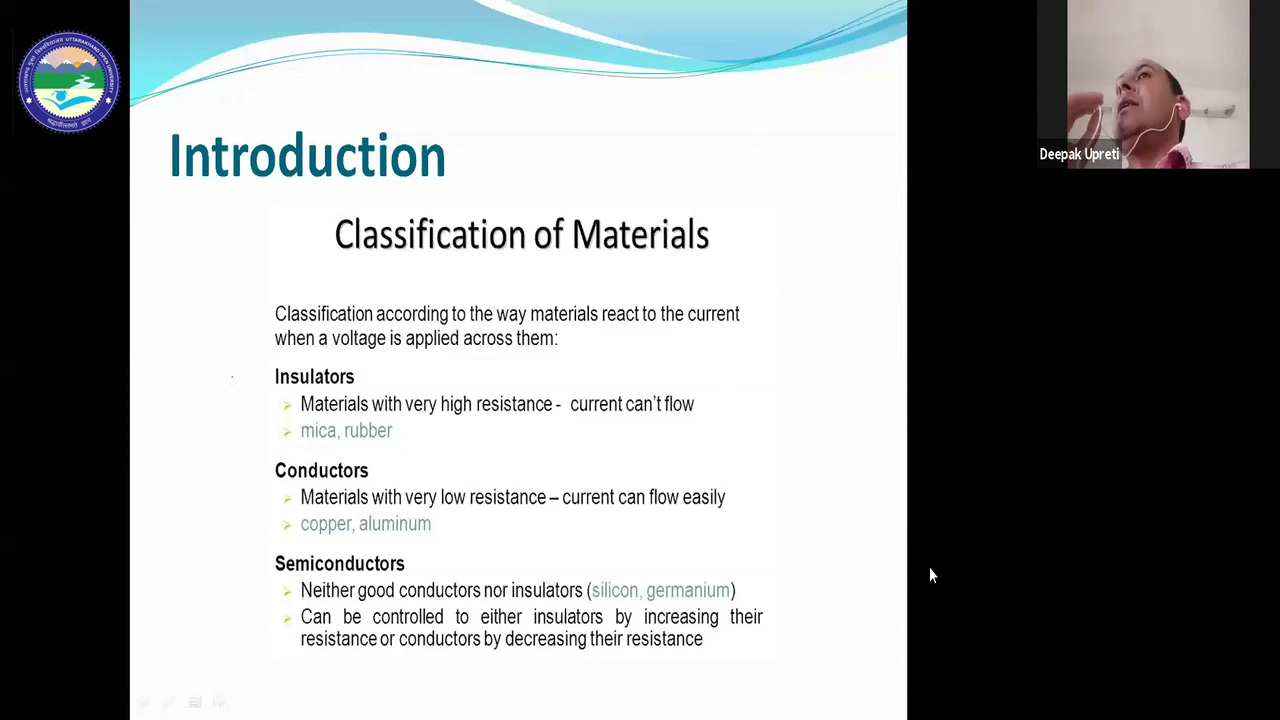 UTTARAKHAND OPEN UNIVERSITY
Deepak Upreti
Introduction
Classification of Materials
Classification according to the way materials react to the current
when a voltage is applied across them:
Insulators
Materials with very high resistance - current can't flow
mica, rubber
Conductors
Materials with very low resistance – current can flow easily
copper, aluminum
Semiconductors
Neither good conductors nor insulators (silicon, germanium)
Can be controlled to either insulators by increasing their
resistance or conductors by decreasing their resistance